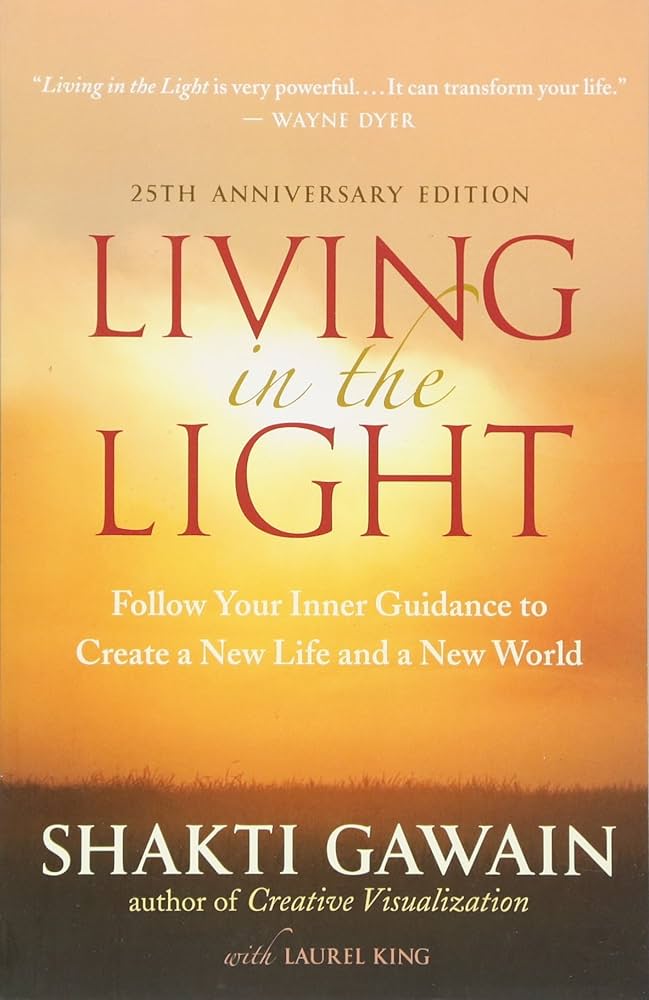 “Living in the Light is very powerful....It can transform your life.”
— WAYNE DYER
25TH ANNIVERSARY EDITION
LIVING
in the
LIGHT
Follow Your Inner Guidance to
Create a New Life and a New World
SHAKTI GAWAIN
author of Creative Visualization
with LAUREL KING